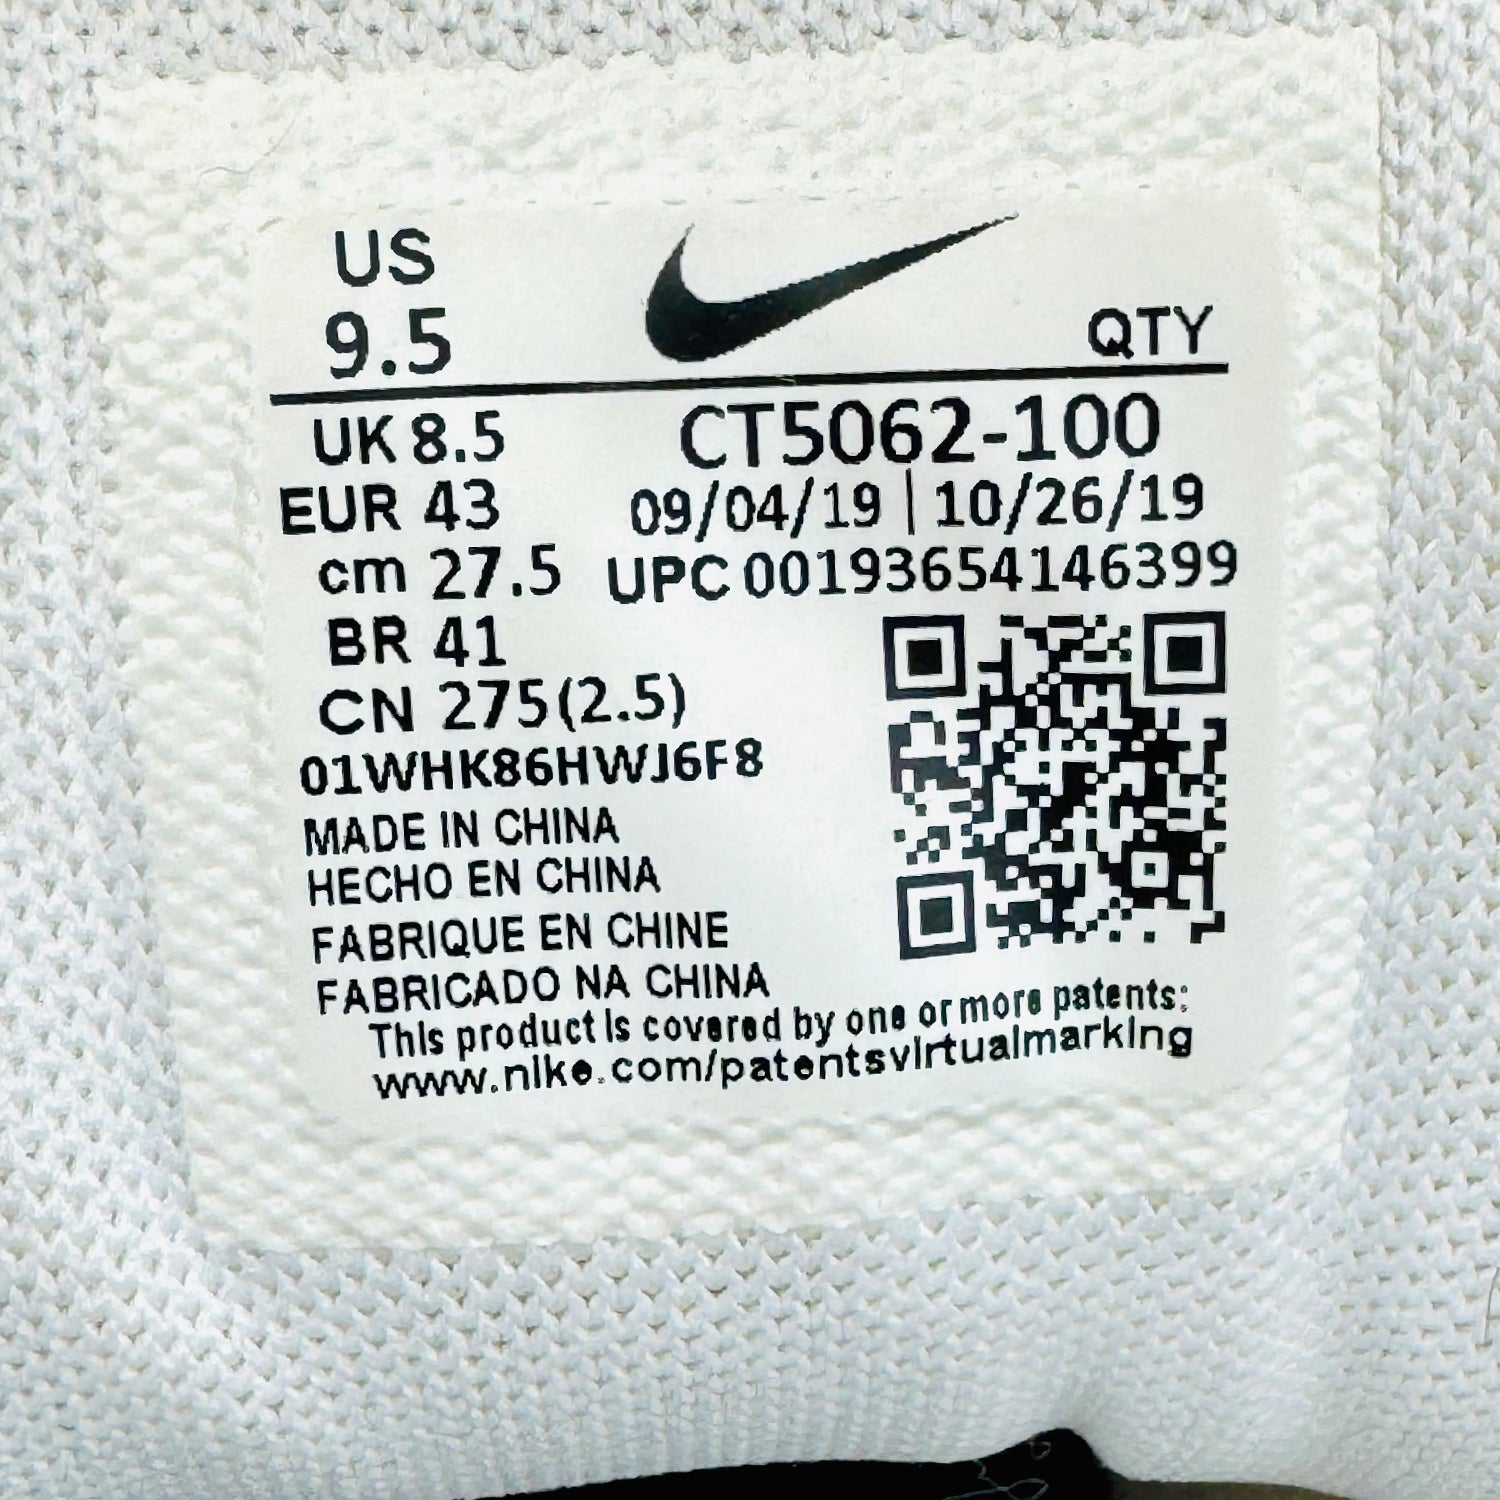 US
9.5
QTY
UK 8.5
CT5062-100
EUR 43
09/04/19 | 10/26/19
cm 27.5
UPC 00193654146399
BR 41
CN 275(2.5)
01WHK86HWJ6F8
MADE IN CHINA
HECHO EN CHINA
FABRIQUE EN CHINE
FABRICADO NA CHINA
This product is covered by one or more patents:
www.nike.com/patentsvirtualmarking